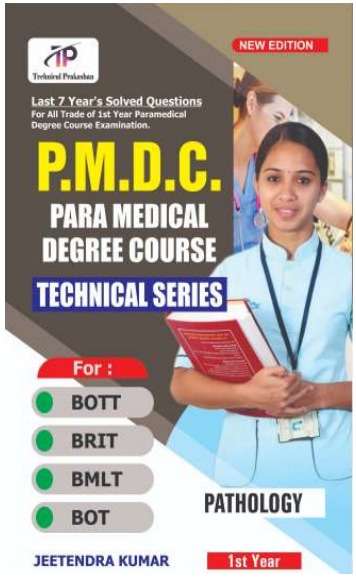 NEW EDITION
TP
Technical Prakashan
Last 7 Year's Solved Questions
For All Trade of 1st Year Paramedical
Degree Course Examination.
P.M.D.C.
PARA MEDICAL
DEGREE COURSE
TECHNICAL SERIES
For :
BOTT
BRIT
BMLT
BOT
PATHOLOGY
JEETENDRA KUMAR
1st Year